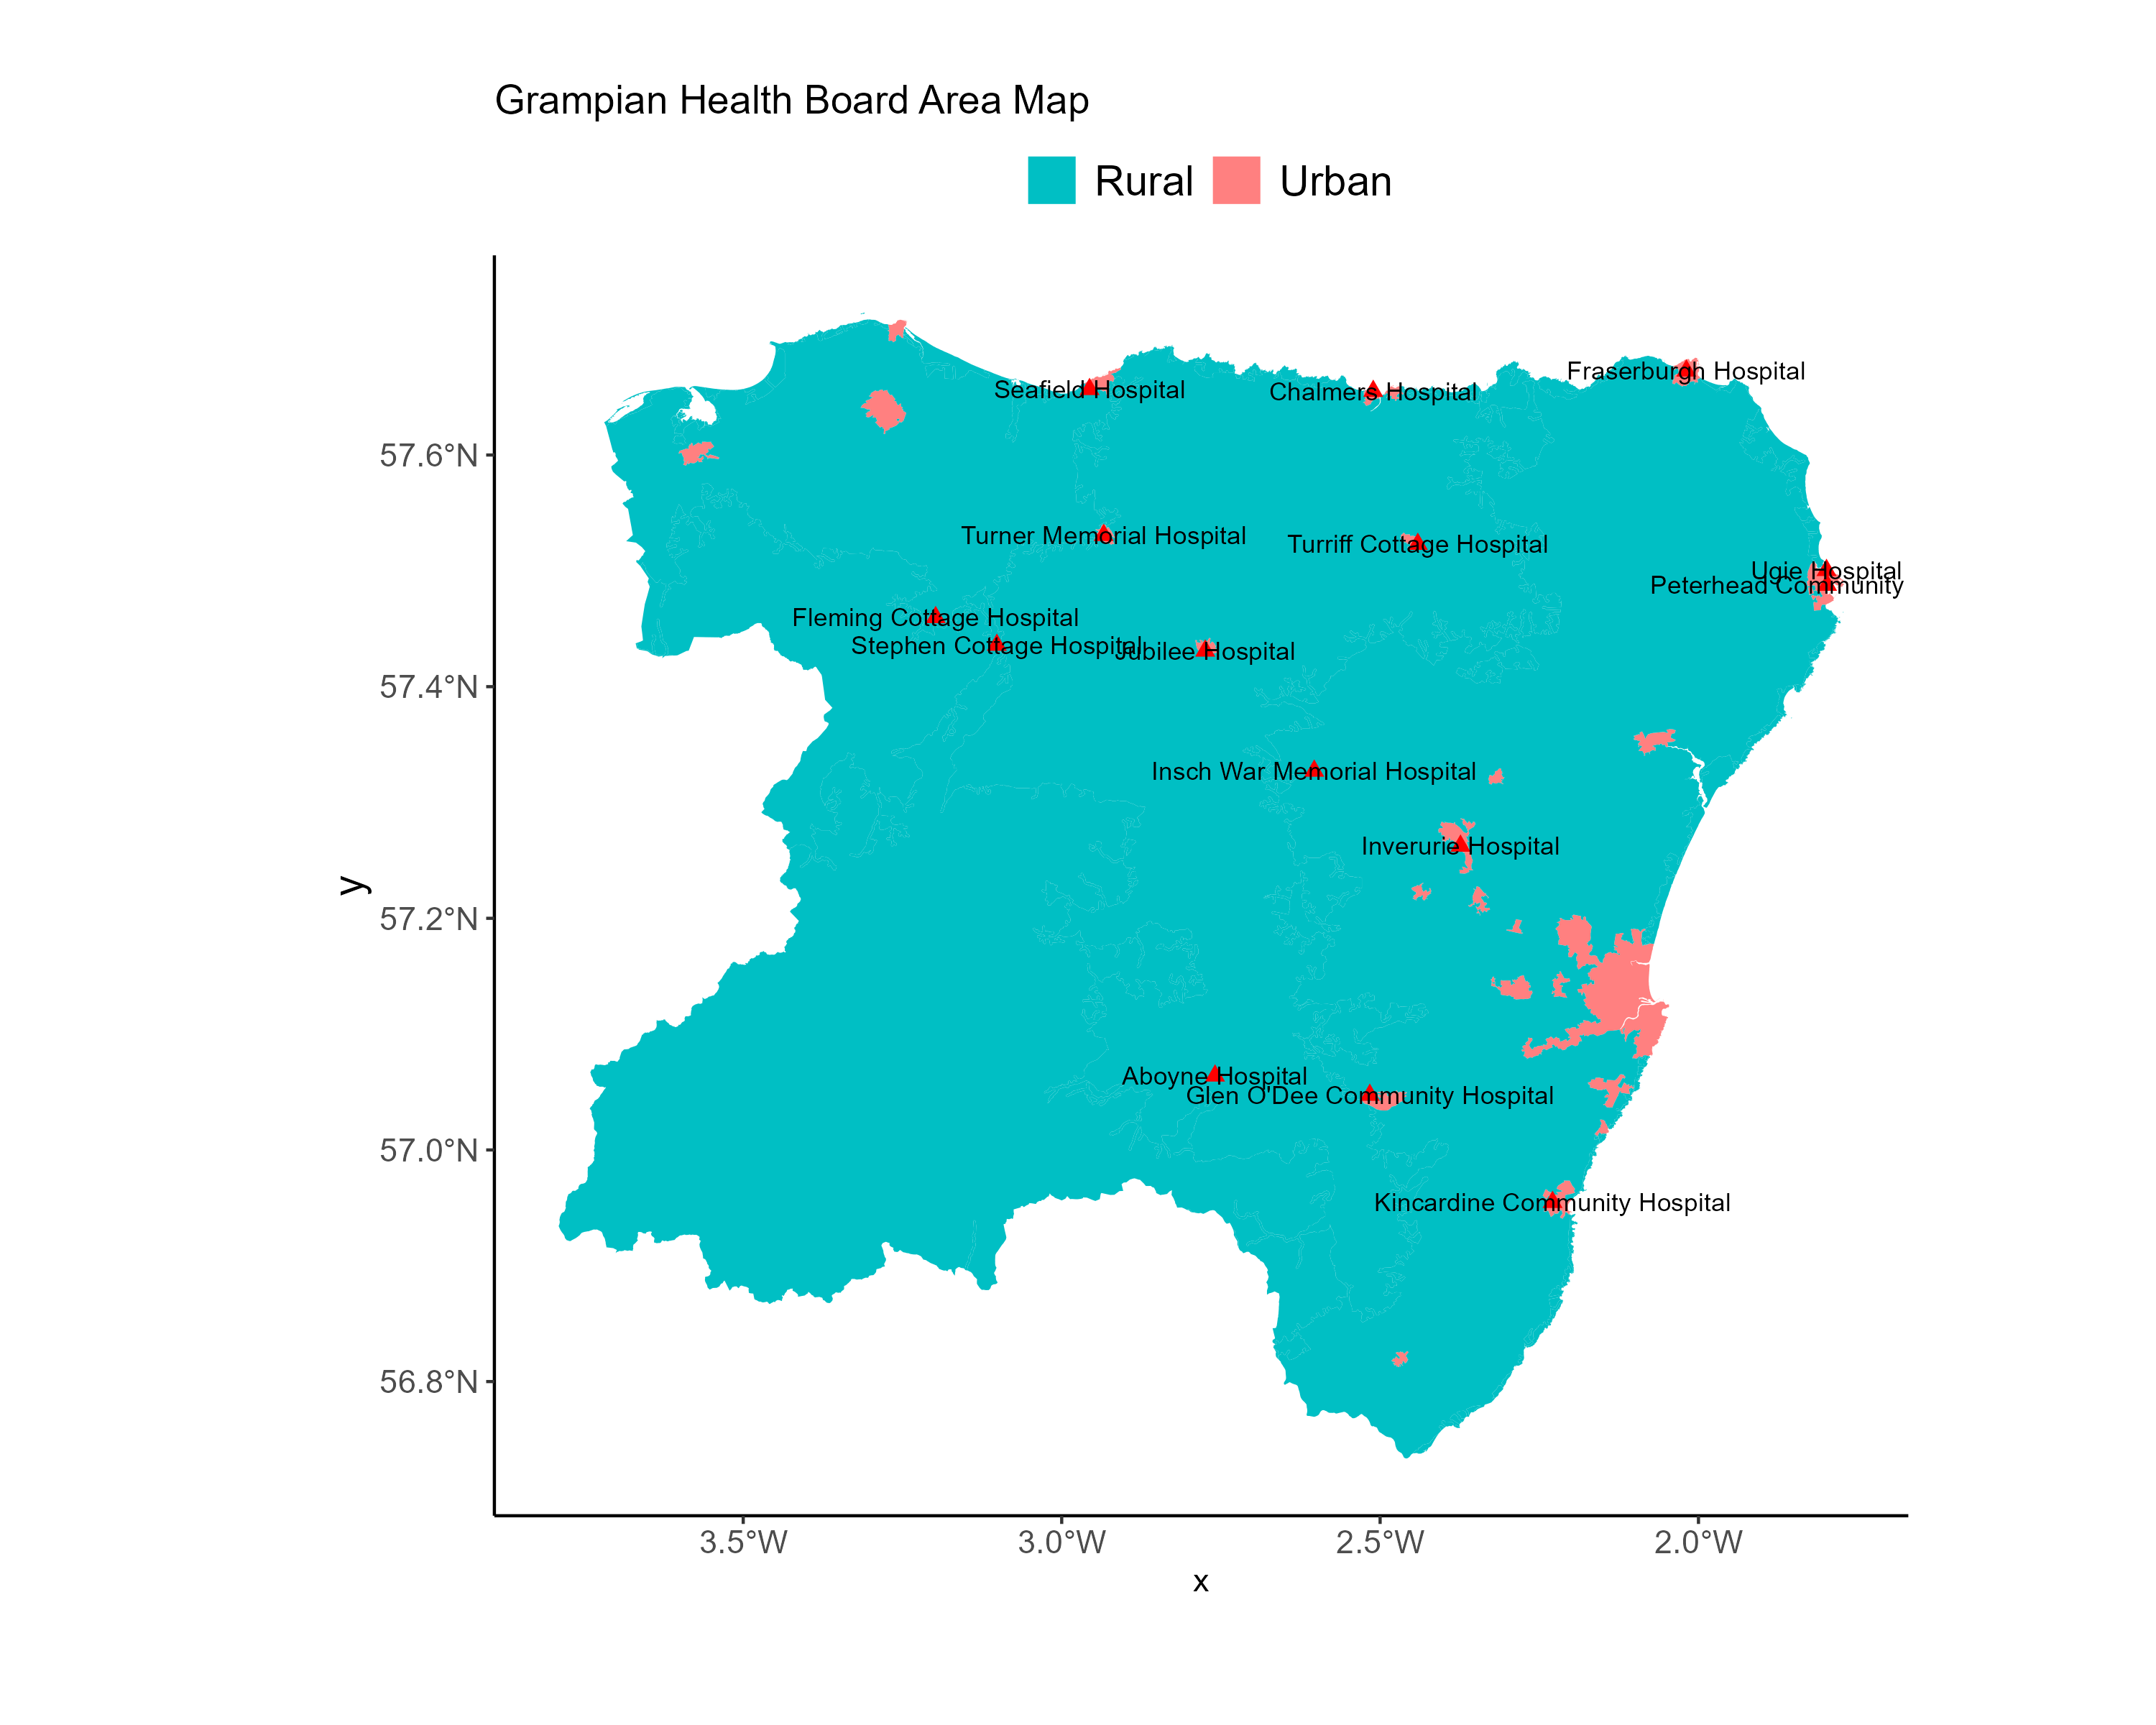 Grampian Health Board Area Map
Rural
Urban
Fraserburgh Hospital
Seafield Hospital
Chalmers Hospital
57.6°N
Turner Memorial Hospital
Turriff Cottage Hospital
Ugie Hospital
Peterhead Community
Fleming Cottage Hospital
Stephen Cottage Hospital
Jubilee Hospital
57.4°N
Insch War Memorial Hospital
Inverurie Hospital
y
57.2°N
Aboyne Hospital
Glen O'Dee Community Hospital
57.0°N
Kincardine Community Hospital
56.8°N
3.5°W
3.0°W
2.5°W
2.0°W
x